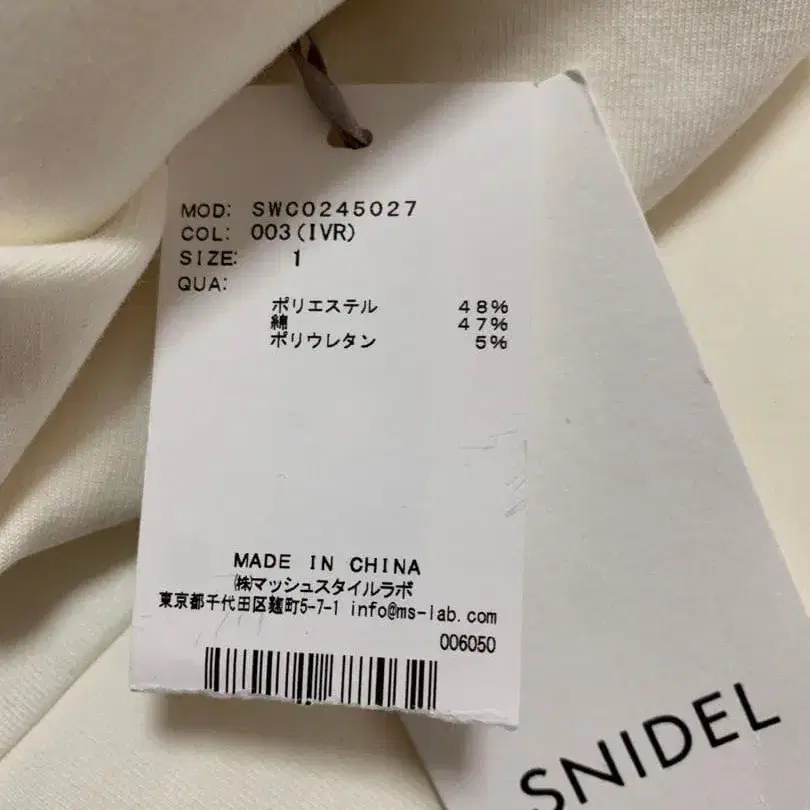 MOD: SWCO245027
COL: 003(IVR)
SIZE: 1
QUA:
ポリエステル 48%
綿 47%
ポリウレタン 5%
MADE IN CHINA
㈱マッシュスタイルラボ
東京都千代田区麹町5-7-1 info@ms-lab.com
006050
SNIDEL